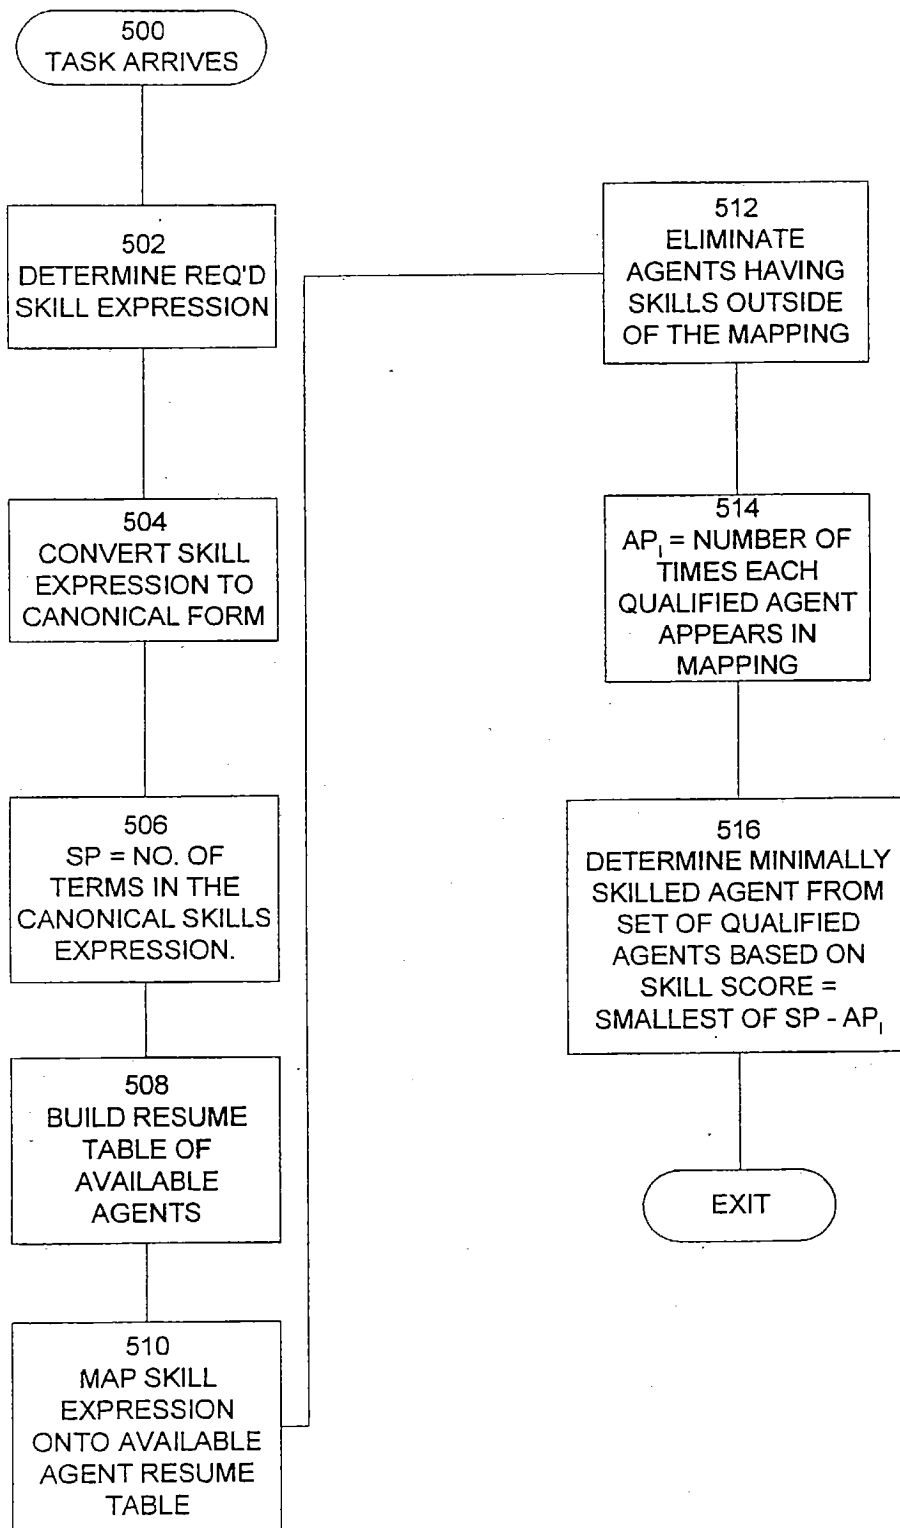 500
TASK ARRIVES
502
DETERMINE REQ'D
SKILL EXPRESSION
504
CONVERT SKILL
EXPRESSION TO
CANONICAL FORM
506
SP = NO. OF
TERMS IN THE
CANONICAL SKILLS
EXPRESSION.
508
BUILD RESUME
TABLE OF
AVAILABLE
AGENTS
510
MAP SKILL
EXPRESSION
ONTO AVAILABLE
AGENT RESUME
TABLE
512
ELIMINATE
AGENTS HAVING
SKILLS OUTSIDE
OF THE MAPPING
514
AP_I = NUMBER OF
TIMES EACH
QUALIFIED AGENT
APPEARS IN
MAPPING
516
DETERMINE MINIMALLY
SKILLED AGENT FROM
SET OF QUALIFIED
AGENTS BASED ON
SKILL SCORE =
SMALLEST OF SP - AP_I
EXIT